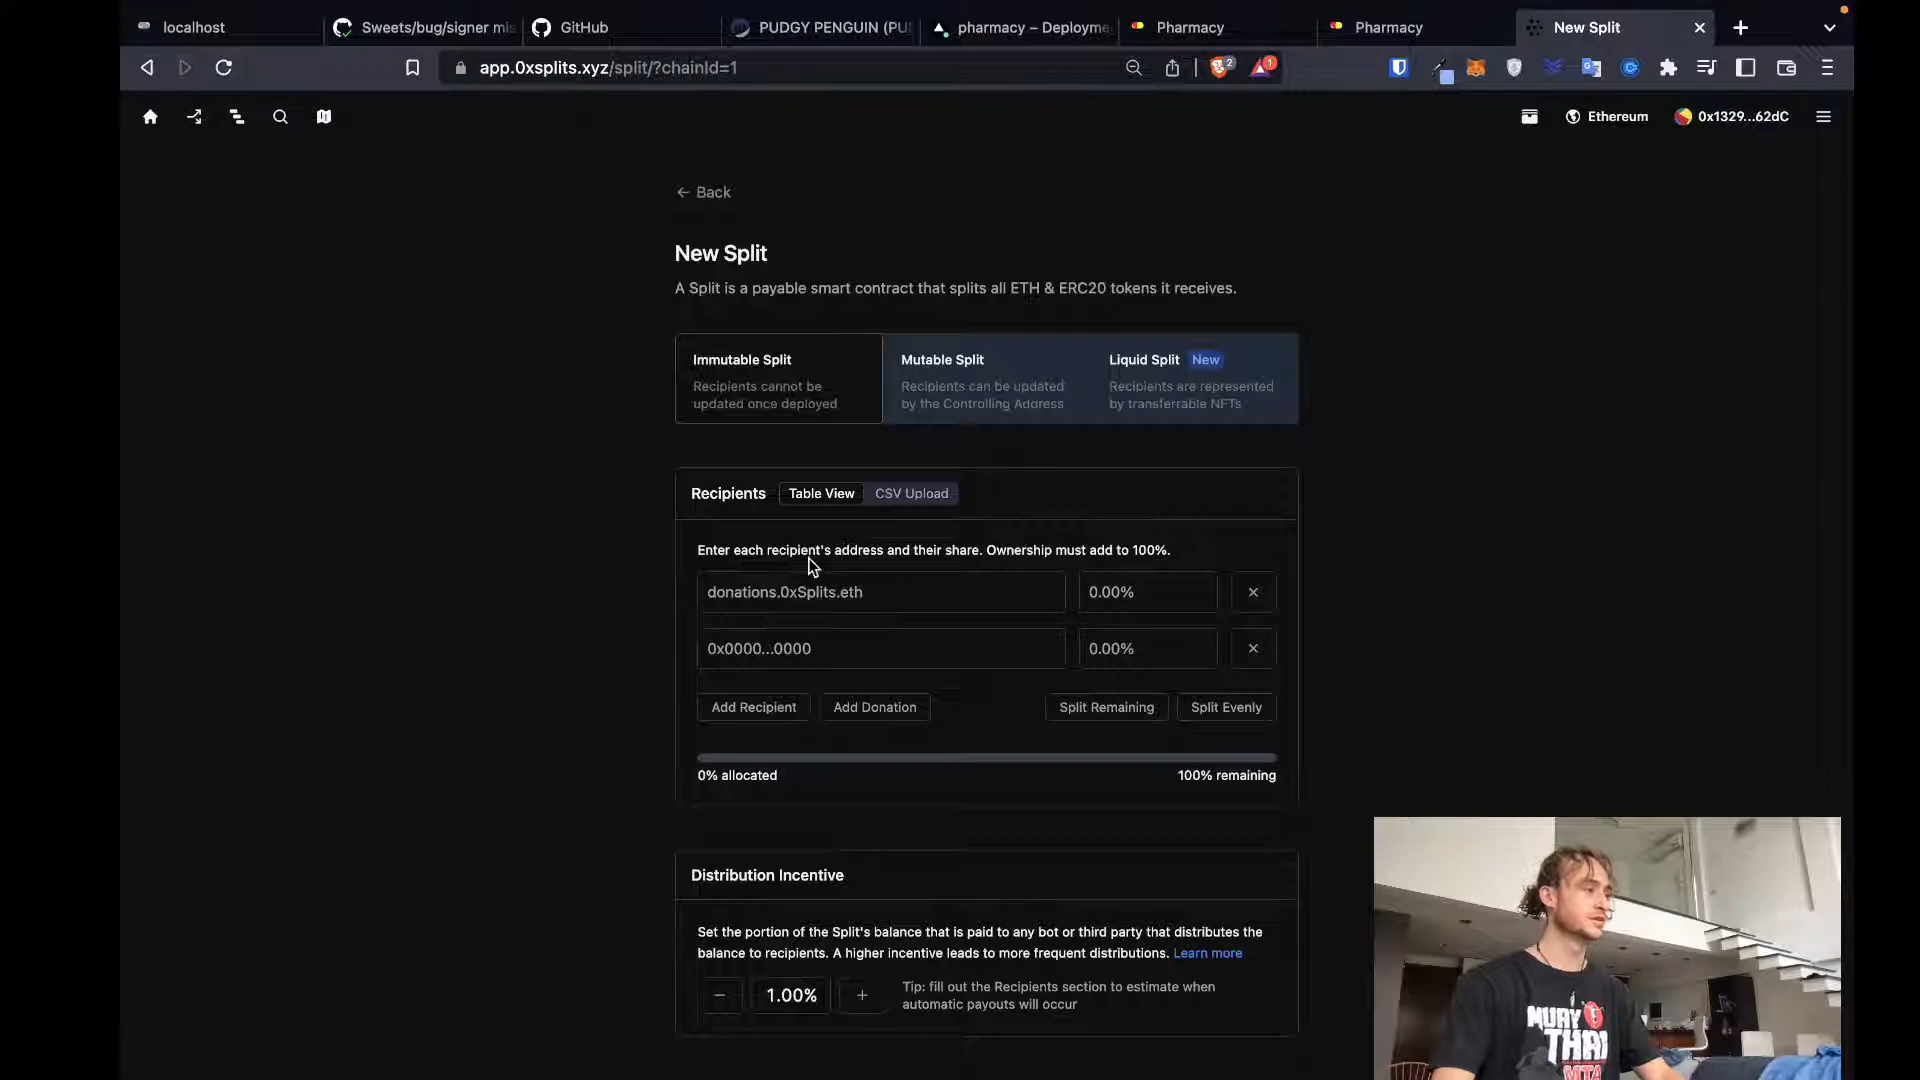 localhost
Sweets/bug/signer mis
GitHub
PUDGY PENGUIN (PU
pharmacy – Deployme
Pharmacy
Pharmacy
New Split
app.0xsplits.xyz/split/?chainId=1
2
1
Ethereum
0x1329...62dC
← Back
New Split
A Split is a payable smart contract that splits all ETH & ERC20 tokens it receives.
Immutable Split
Recipients cannot be
updated once deployed
Mutable Split
Recipients can be updated
by the Controlling Address
Liquid Split New
Recipients are represented
by transferrable NFTs
Recipients
Table View
CSV Upload
Enter each recipient's address and their share. Ownership must add to 100%.
donations.0xSplits.eth
0.00%
0x0000...0000
0.00%
Add Recipient
Add Donation
Split Remaining
Split Evenly
0% allocated
100% remaining
Distribution Incentive
Set the portion of the Split's balance that is paid to any bot or third party that distributes the
balance to recipients. A higher incentive leads to more frequent distributions. Learn more
1.00%
Tip: fill out the Recipients section to estimate when
automatic payouts will occur
MUAY
THAI